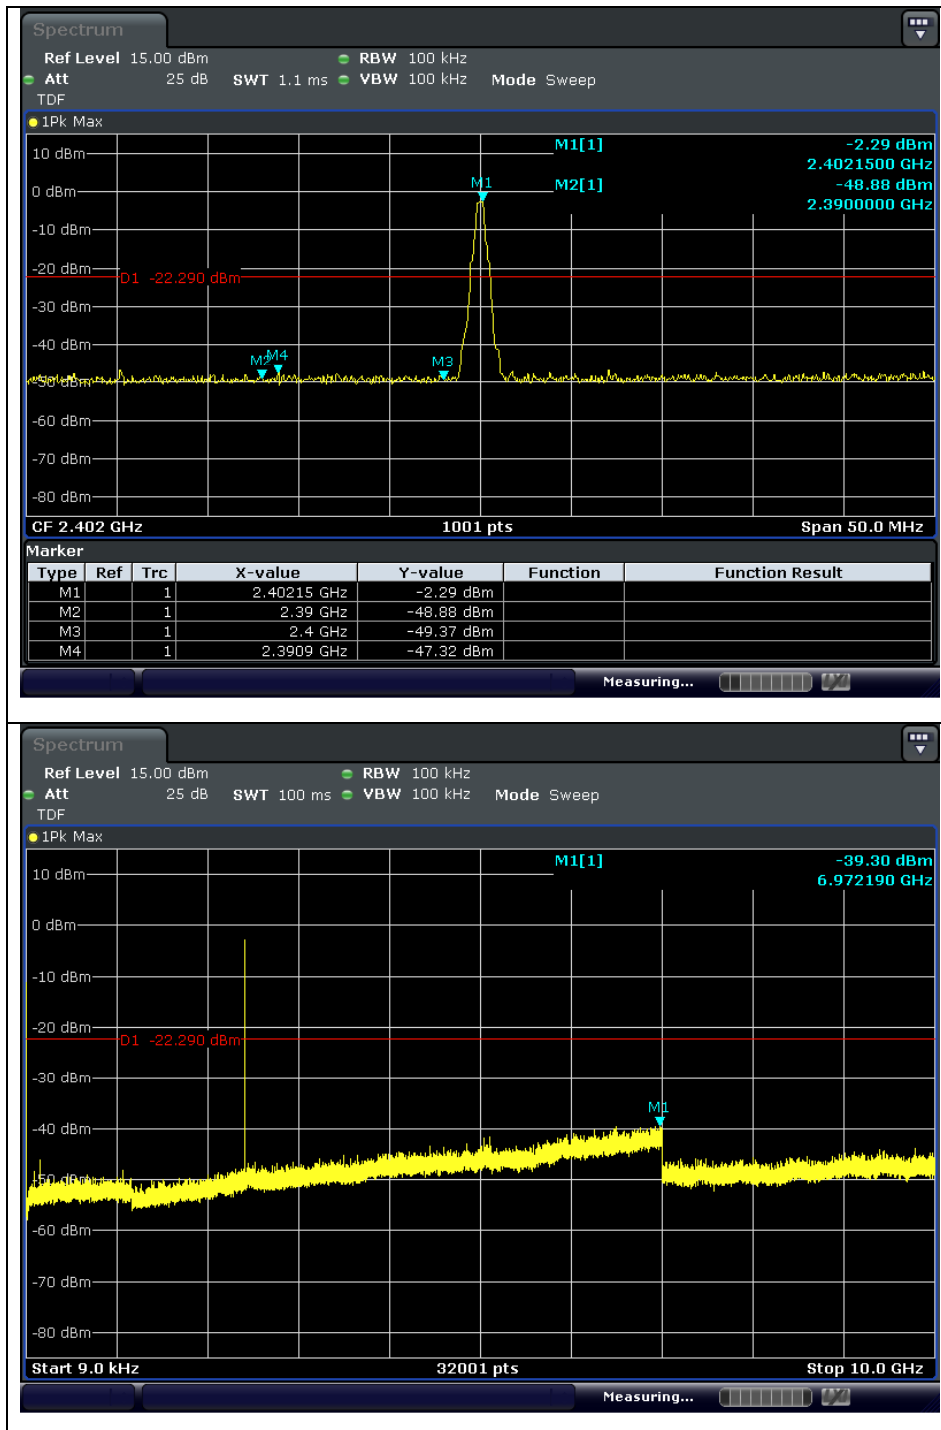 Spectrum
Ref Level 15.00 dBm RBW 100 kHz
Att 25 dB SWT 1.1 ms VBW 100 kHz Mode Sweep
TDF
1Pk Max
M1[1] -2.29 dBm
2.4021500 GHz
M2[1] -48.88 dBm
2.3900000 GHz
10 dBm
0 dBm
M1
-10 dBm
-20 dBm
D1 -22.290 dBm
-30 dBm
-40 dBm
M2 M4 M3
-50 dBm
-60 dBm
-70 dBm
-80 dBm
CF 2.402 GHz 1001 pts Span 50.0 MHz
Marker
Type Ref Trc X-value Y-value Function Function Result
M1 1 2.40215 GHz -2.29 dBm
M2 1 2.39 GHz -48.88 dBm
M3 1 2.4 GHz -49.37 dBm
M4 1 2.3909 GHz -47.32 dBm
Measuring...
Spectrum
Ref Level 15.00 dBm RBW 100 kHz
Att 25 dB SWT 100 ms VBW 100 kHz Mode Sweep
TDF
1Pk Max
M1[1] -39.30 dBm
6.972190 GHz
10 dBm
0 dBm
-10 dBm
-20 dBm
D1 -22.290 dBm
-30 dBm
M1
-40 dBm
-50 dBm
-60 dBm
-70 dBm
-80 dBm
Start 9.0 kHz 32001 pts Stop 10.0 GHz
Measuring...